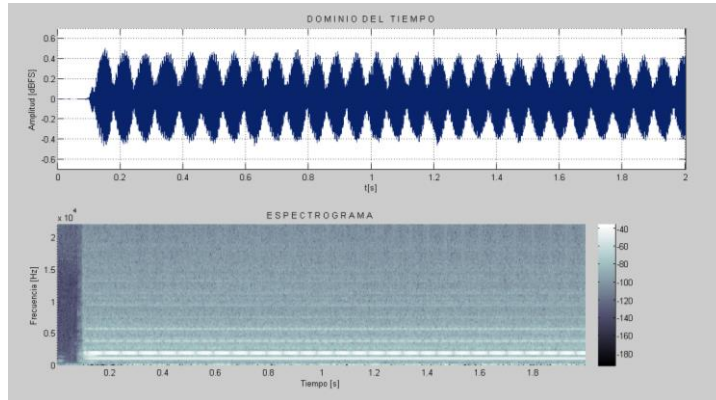 DOMINIO DEL TIEMPO
Amplitud [dBFS]
0.6
0.4
0.2
0
-0.2
-0.4
-0.6
0 0.2 0.4 0.6 0.8 1 1.2 1.4 1.6 1.8 2
t[s]
ESPECTROGRAMA
x 10⁴
Frecuencia [Hz]
2
1.5
1
0.5
0
0.2 0.4 0.6 0.8 1 1.2 1.4 1.6 1.8
Tiempo [s]
-40
-60
-80
-100
-120
-140
-160
-180